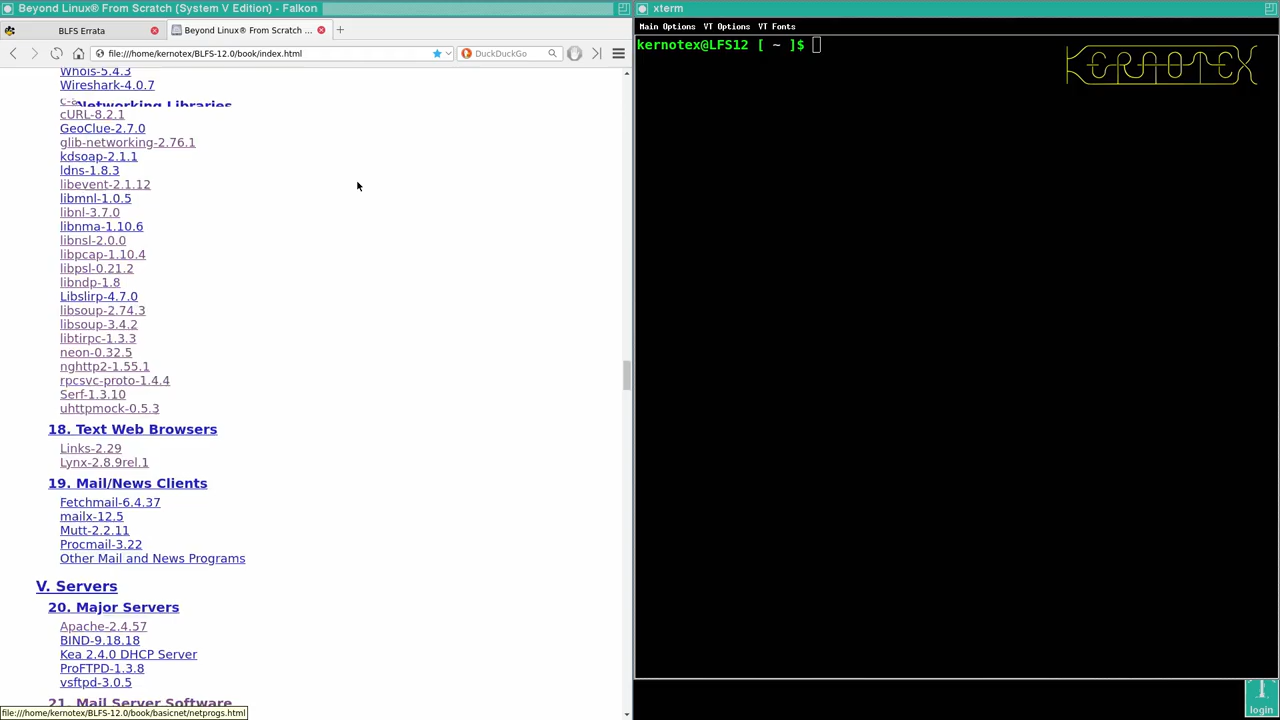 Beyond Linux® From Scratch (System V Edition) - Falkon
BLFS Errata
Beyond Linux® From Scratch ...
file:///home/kernotex/BLFS-12.0/book/index.html
DuckDuckGo
Whois-5.4.3
Wireshark-4.0.7
Networking Libraries
cURL-8.2.1
GeoClue-2.7.0
glib-networking-2.76.1
kdsoap-2.1.1
ldns-1.8.3
libevent-2.1.12
libmnl-1.0.5
libnl-3.7.0
libnma-1.10.6
libnsl-2.0.0
libpcap-1.10.4
libpsl-0.21.2
libndp-1.8
Libslirp-4.7.0
libsoup-2.74.3
libsoup-3.4.2
libtirpc-1.3.3
neon-0.32.5
nghttp2-1.55.1
rpcsvc-proto-1.4.4
Serf-1.3.10
uhttpmock-0.5.3
18. Text Web Browsers
Links-2.29
Lynx-2.8.9rel.1
19. Mail/News Clients
Fetchmail-6.4.37
mailx-12.5
Mutt-2.2.11
Procmail-3.22
Other Mail and News Programs
V. Servers
20. Major Servers
Apache-2.4.57
BIND-9.18.18
Kea 2.4.0 DHCP Server
ProFTPD-1.3.8
vsftpd-3.0.5
21. Mail Server Software
file:///home/kernotex/BLFS-12.0/book/basicnet/netprogs.html
xterm
Main Options VT Options VT Fonts
kernotex@LFS12 [ ~ ]$
KERNOTEX
login